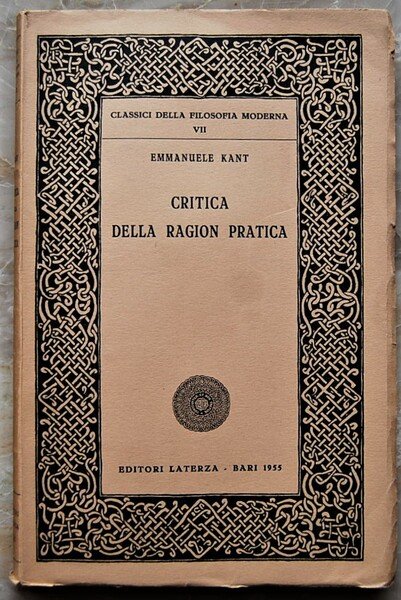 CLASSICI DELLA FILOSOFIA MODERNA
VII
EMMANUELE KANT
CRITICA
DELLA RAGION PRATICA
EDITORI LATERZA - BARI 1955